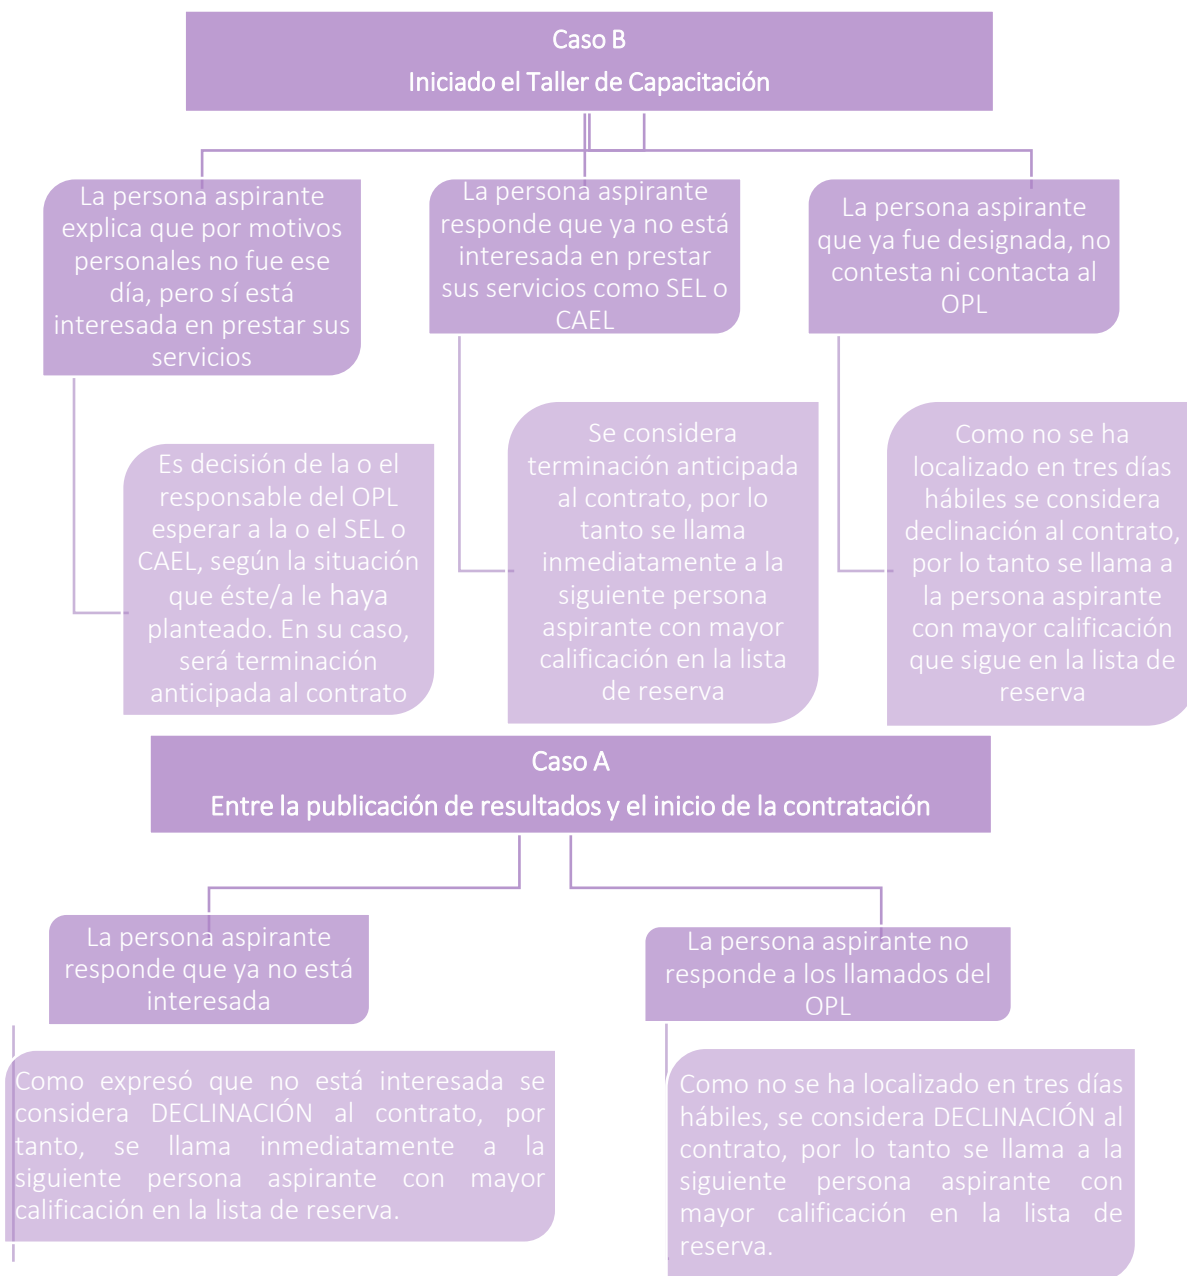 Caso B
Iniciado el Taller de Capacitación
La persona aspirante
explica que por motivos
personales no fue ese
día, pero sí está
interesada en prestar sus
servicios
La persona aspirante
responde que ya no está
interesada en prestar
sus servicios como SEL o
CAEL
La persona aspirante
que ya fue designada, no
contesta ni contacta al
OPL
Es decisión de la o el
responsable del OPL
esperar a la o el SEL o
CAEL, según la situación
que éste/a le haya
planteado. En su caso,
será terminación
anticipada al contrato
Se considera
terminación anticipada
al contrato, por lo
tanto se llama
inmediatamente a la
siguiente persona
aspirante con mayor
calificación en la lista
de reserva
Como no se ha
localizado en tres días
hábiles se considera
declinación al contrato,
por lo tanto se llama a
la persona aspirante
con mayor calificación
que sigue en la lista de
reserva
Caso A
Entre la publicación de resultados y el inicio de la contratación
La persona aspirante
responde que ya no está
interesada
La persona aspirante no
responde a los llamados del
OPL
Como expresó que no está interesada se
considera DECLINACIÓN al contrato, por
tanto, se llama inmediatamente a la
siguiente persona aspirante con mayor
calificación en la lista de reserva.
Como no se ha localizado en tres días
hábiles, se considera DECLINACIÓN al
contrato, por lo tanto se llama a la
siguiente persona aspirante con
mayor calificación en la lista de
reserva.